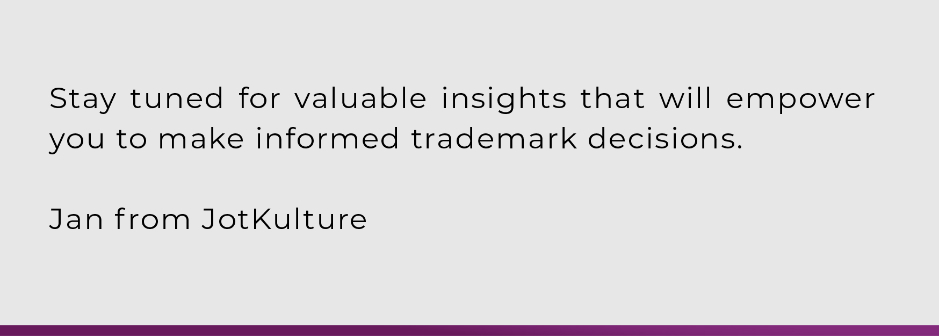 Stay tuned for valuable insights that will empower
you to make informed trademark decisions.
Jan from JotKulture